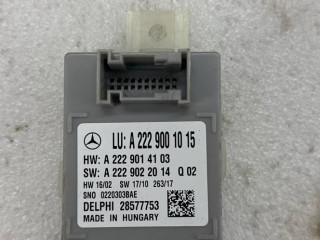 LU: A 222 900 10 15
HW: A 222 901 41 03
SW: A 222 902 20 14 Q 02
HW 16/02 SW 17/10 263/17
SNO 0220303BAE
DELPHI 28577753
MADE IN HUNGARY